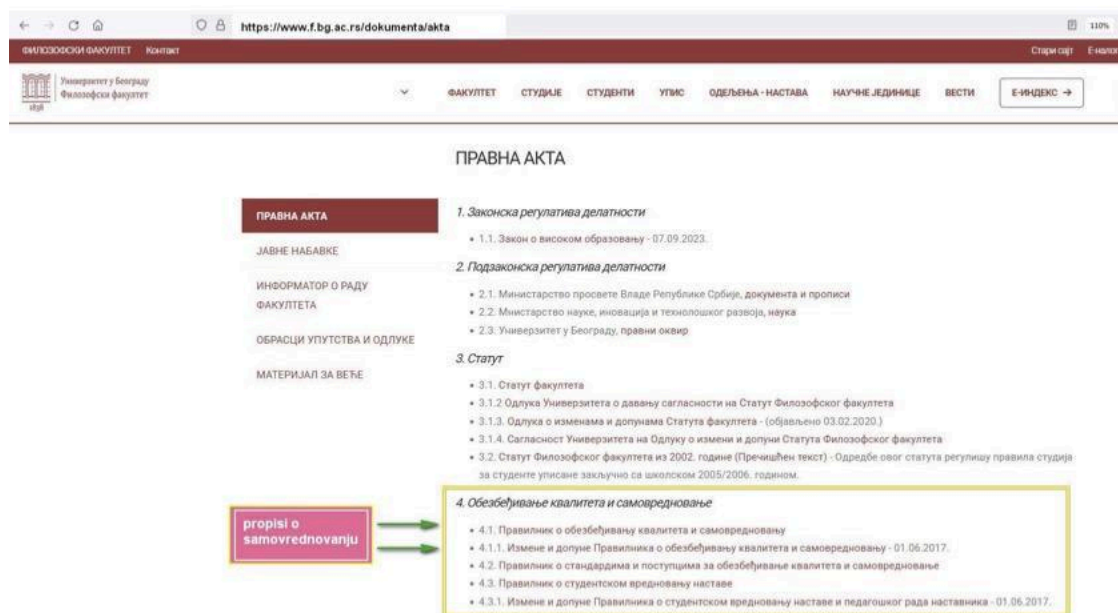 https://www.f.bg.ac.rs/dokumenta/akta
110%
ФИЛОЗОФСКИ ФАКУЛТЕТ Контакт
Стари сајт Е-налог
Универзитет у Београду
Филозофски факултет
1838
ФАКУЛТЕТ СТУДИЈЕ СТУДЕНТИ УПИС ОДЕЉЕЊА - НАСТАВА НАУЧНЕ ЈЕДИНИЦЕ ВЕСТИ Е-ИНДЕКС →
ПРАВНА АКТА
ПРАВНА АКТА
ЈАВНЕ НАБАВКЕ
ИНФОРМАТОР О РАДУ
ФАКУЛТЕТА
ОБРАСЦИ УПУТСТВА И ОДЛУКЕ
МАТЕРИЈАЛ ЗА ВЕЋЕ
1. Законска регулатива делатности
• 1.1. Закон о високом образовању - 07.09.2023.
2. Подзаконска регулатива делатности
• 2.1. Министарство просвете Владе Републике Србије, документа и прописи
• 2.2. Мнистарство науке, иновација и технолошког развоја, наука
• 2.3. Универзитет у Београду, правни оквир
3. Статут
• 3.1. Статут факултета
• 3.1.2 Одлука Универзитета о давању сагласности на Статут Филозофског факултета
• 3.1.3. Одлука о изменама и допунама Статута факултета - (објављено 03.02.2020.)
• 3.1.4. Сагласност Универзитета на Одлуку о измени и допуни Статута Филозофског факултета
• 3.2. Статут Филозофског факултета из 2002. године (Пречишћен текст) - Одредбе овог статута регулишу правила студија
за студенте уписане закључно са школском 2005/2006. годином.
4. Обезбеђивање квалитета и самовредновање
• 4.1. Правилник о обезбеђивању квалитета и самовредновању
• 4.1.1. Измене и допуне Правилника о обезбеђивању квалитета и самовредновању - 01.06.2017.
• 4.2. Правилник о стандардима и поступцима за обезбеђивање квалитета и самовредновање
• 4.3. Правилник о студентском вредновању наставе
• 4.3.1. Измене и допуне Правилника о студентском вредновању наставе и педагошког рада наставника - 01.06.2017.
propisi o
samovrednovanju